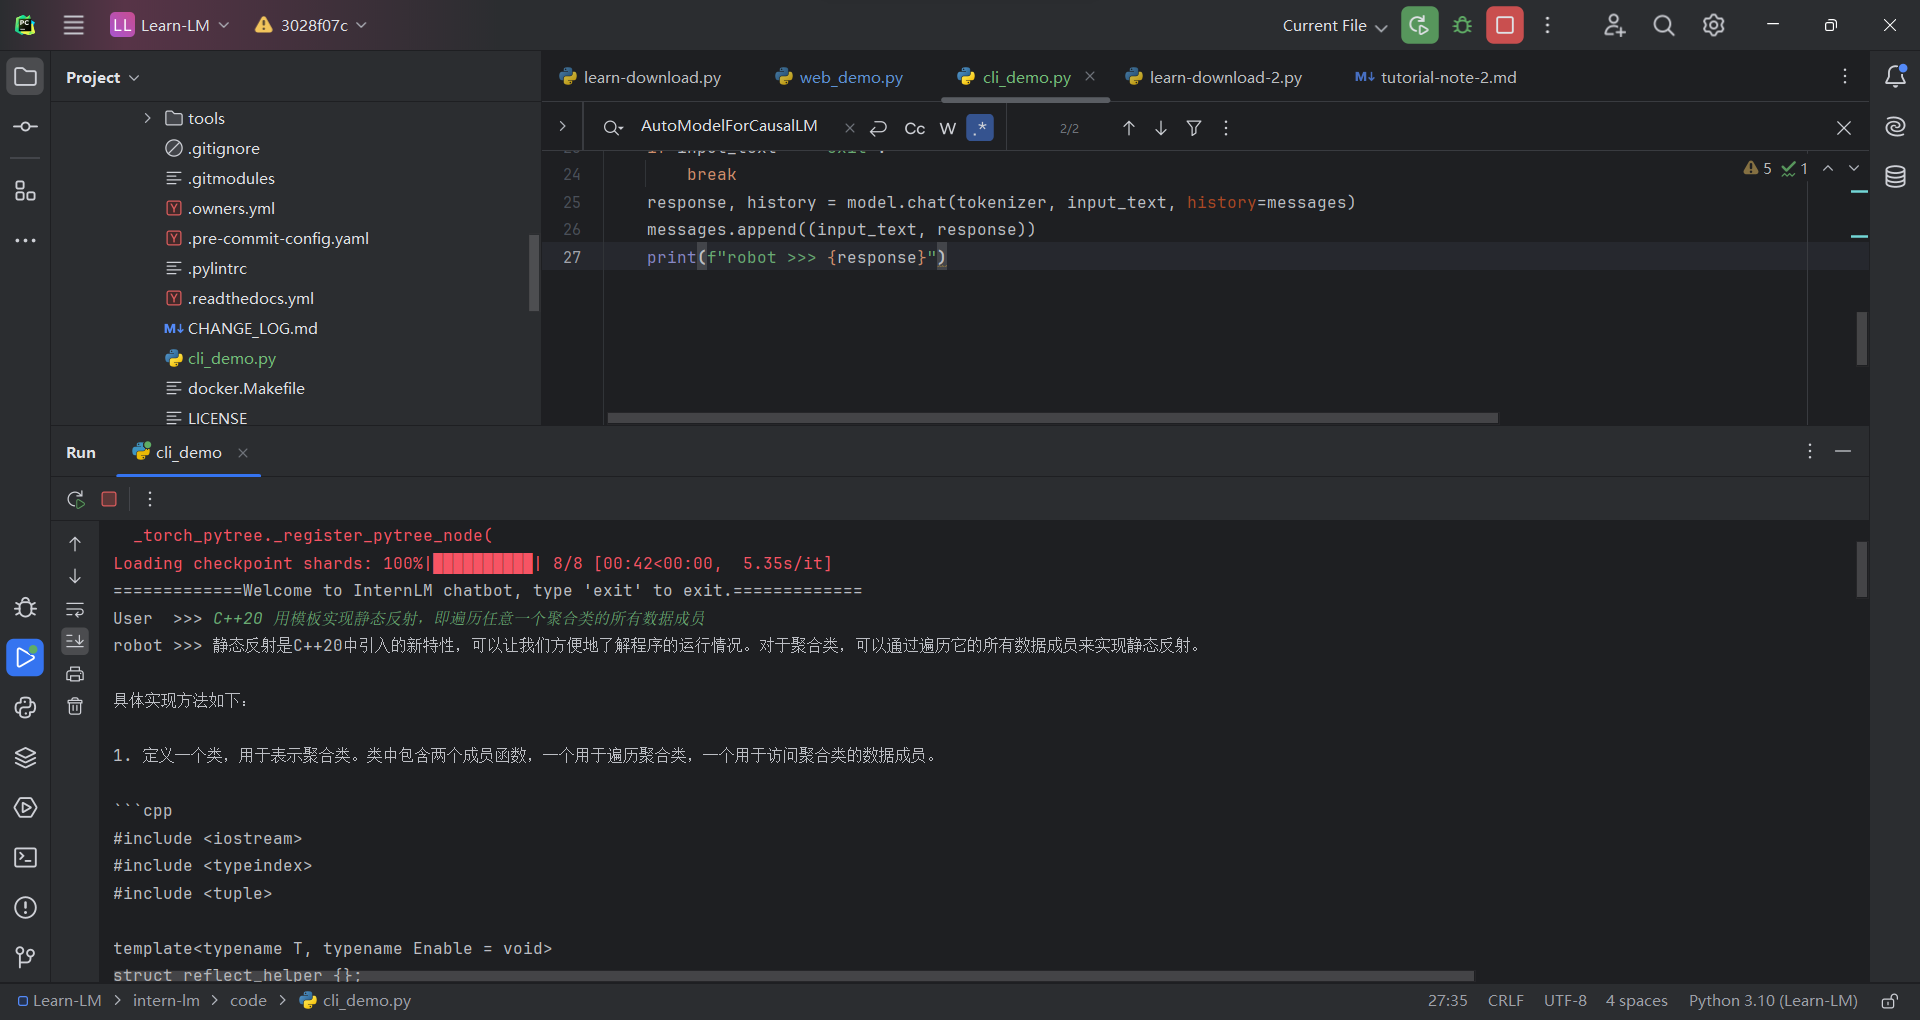 LL Learn-LM 3028f07c Current File
Project
learn-download.py web_demo.py cli_demo.py learn-download-2.py M↓ tutorial-note-2.md
AutoModelForCausalLM Cc W .* 2/2
tools
.gitignore
.gitmodules
Y .owners.yml
Y .pre-commit-config.yaml
.pylintrc
Y .readthedocs.yml
M↓ CHANGE_LOG.md
cli_demo.py
docker.Makefile
LICENSE
5 1
24 break
25 response, history = model.chat(tokenizer, input_text, history=messages)
26 messages.append((input_text, response))
27 print(f"robot >>> {response}")
Run cli_demo
_torch_pytree._register_pytree_node(
Loading checkpoint shards: 100%|██████████| 8/8 [00:42<00:00,  5.35s/it]
=============Welcome to InternLM chatbot, type 'exit' to exit.=============
User  >>> C++20 用模板实现静态反射，即遍历任意一个聚合类的所有数据成员
robot >>> 静态反射是C++20中引入的新特性，可以让我们方便地了解程序的运行情况。对于聚合类，可以通过遍历它的所有数据成员来实现静态反射。
具体实现方法如下：
1. 定义一个类，用于表示聚合类。类中包含两个成员函数，一个用于遍历聚合类，一个用于访问聚合类的数据成员。
```cpp
#include <iostream>
#include <typeindex>
#include <tuple>
template<typename T, typename Enable = void>
struct reflect_helper {};
Learn-LM > intern-lm > code > cli_demo.py 27:35 CRLF UTF-8 4 spaces Python 3.10 (Learn-LM)